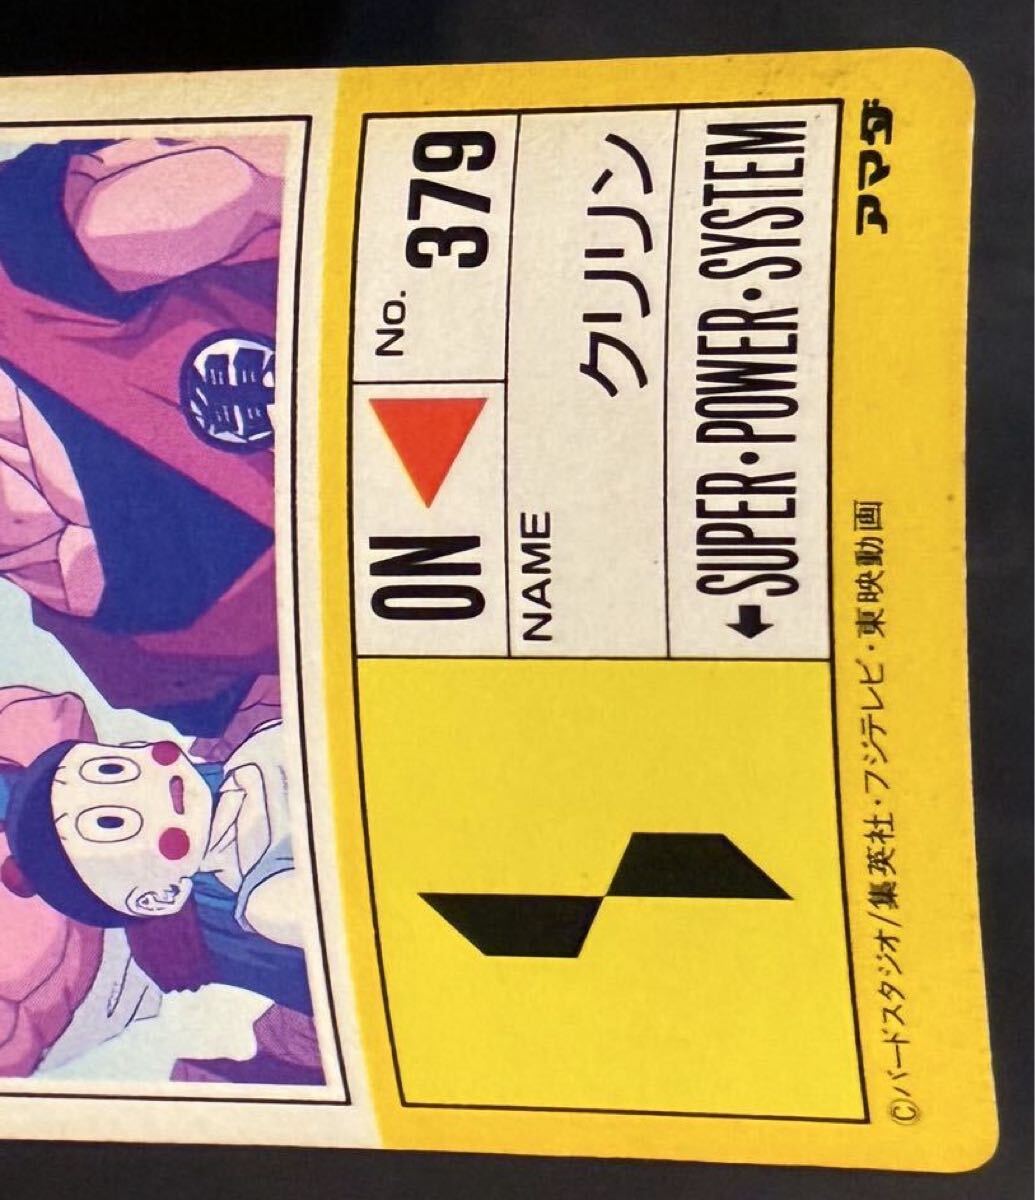 ON
No. 379
NAME
クリリン
SUPER・POWER・SYSTEM
アマダ
©バードスタジオ/集英社・フジテレビ・東映動画